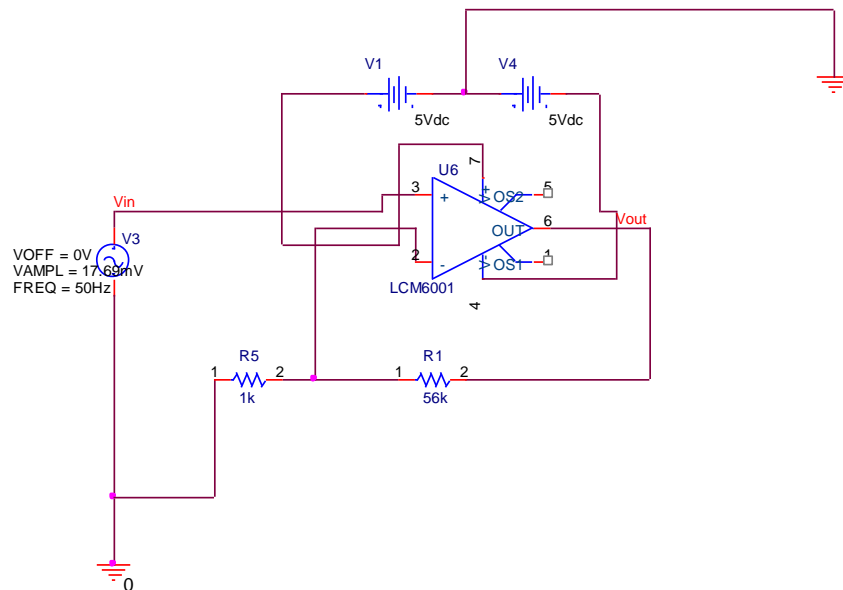 V1
V4
5Vdc
5Vdc
U6
7
3
+
V+
OS2
5
Vin
V3
6
Vout
OUT
VOFF = 0V
VAMPL = 17.69mV
FREQ = 50Hz
2
-
V-
OS1
1
LCM6001
4
R5
R1
1
2
1
2
1k
56k
0